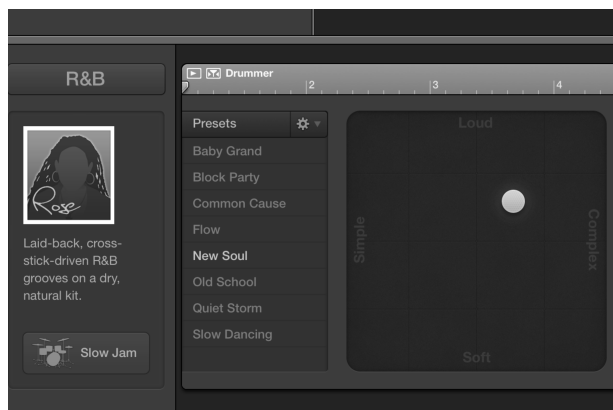 R&B
Rose
Laid-back, cross-
stick-driven R&B
grooves on a dry,
natural kit.
Slow Jam
Drummer
2
3
4
Presets
Baby Grand
Block Party
Common Cause
Flow
New Soul
Old School
Quiet Storm
Slow Dancing
Loud
Simple
Complex
Soft